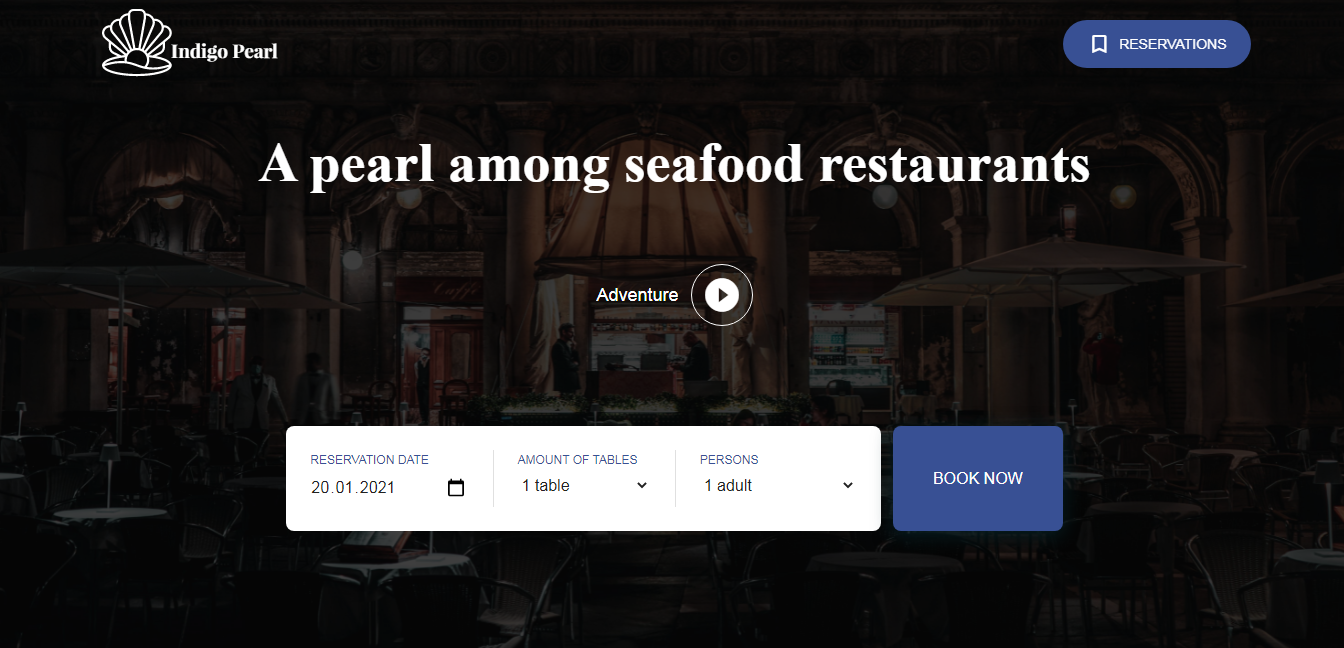 Indigo Pearl
RESERVATIONS
A pearl among seafood restaurants
Adventure
RESERVATION DATE
AMOUNT OF TABLES
PERSONS
20.01.2021
1 table
1 adult
BOOK NOW
Caffè